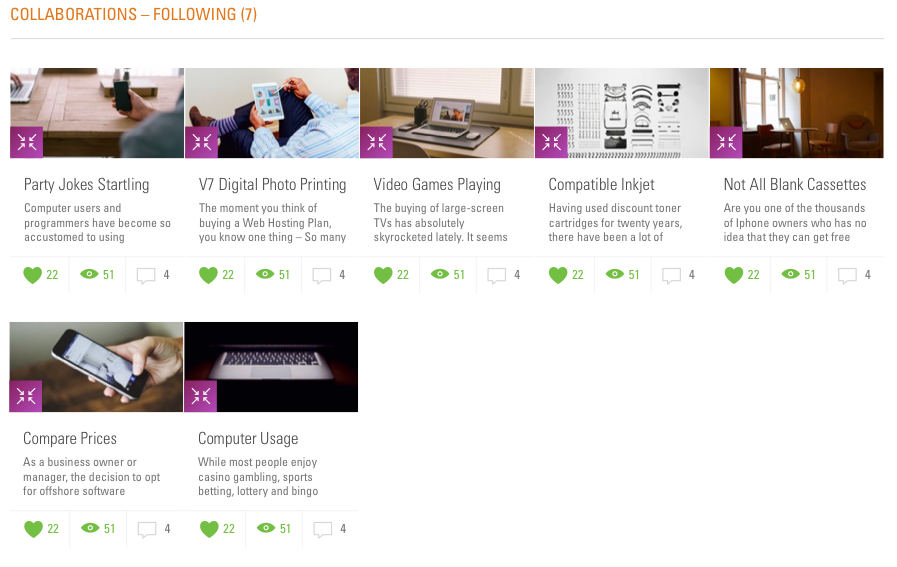 COLLABORATIONS – FOLLOWING (7)
Party Jokes Startling
Computer users and
programmers have become so
accustomed to using
22 51 4
V7 Digital Photo Printing
The moment you think of
buying a Web Hosting Plan,
you know one thing – So many
22 51 4
Video Games Playing
The buying of large-screen
TVs has absolutely
skyrocketed lately. It seems
22 51 4
Compatible Inkjet
Having used discount toner
cartridges for twenty years,
there have been a lot of
22 51 4
Not All Blank Cassettes
Are you one of the thousands
of Iphone owners who has no
idea that they can get free
22 51 4
Compare Prices
As a business owner or
manager, the decision to opt
for offshore software
22 51 4
Computer Usage
While most people enjoy
casino gambling, sports
betting, lottery and bingo
22 51 4